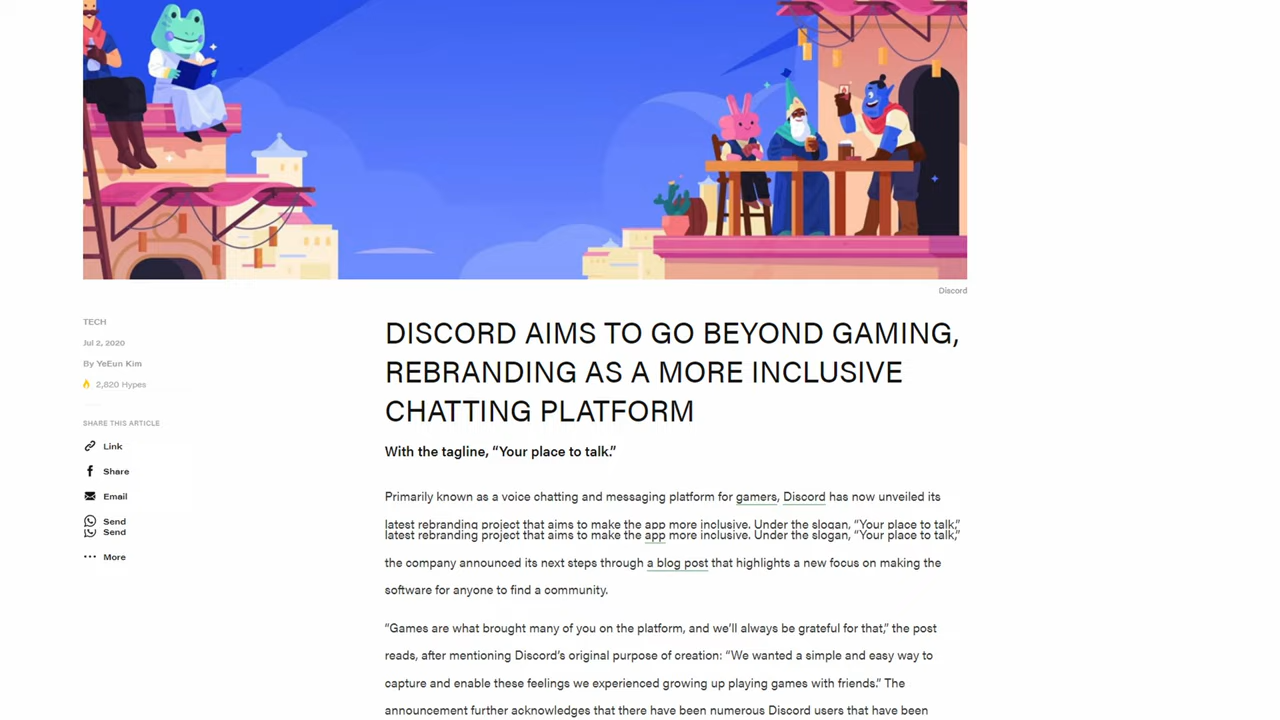 Discord
TECH
Jul 2, 2020
By YeEun Kim
2,820 Hypes
SHARE THIS ARTICLE
Link
Share
Email
Send
Send
More
DISCORD AIMS TO GO BEYOND GAMING,
REBRANDING AS A MORE INCLUSIVE
CHATTING PLATFORM
With the tagline, “Your place to talk.”
Primarily known as a voice chatting and messaging platform for gamers, Discord has now unveiled its
latest rebranding project that aims to make the app more inclusive. Under the slogan, “Your place to talk,”
latest rebranding project that aims to make the app more inclusive. Under the slogan, “Your place to talk,”
the company announced its next steps through a blog post that highlights a new focus on making the
software for anyone to find a community.
“Games are what brought many of you on the platform, and we’ll always be grateful for that,” the post
reads, after mentioning Discord’s original purpose of creation: “We wanted a simple and easy way to
capture and enable these feelings we experienced growing up playing games with friends.” The
announcement further acknowledges that there have been numerous Discord users that have been